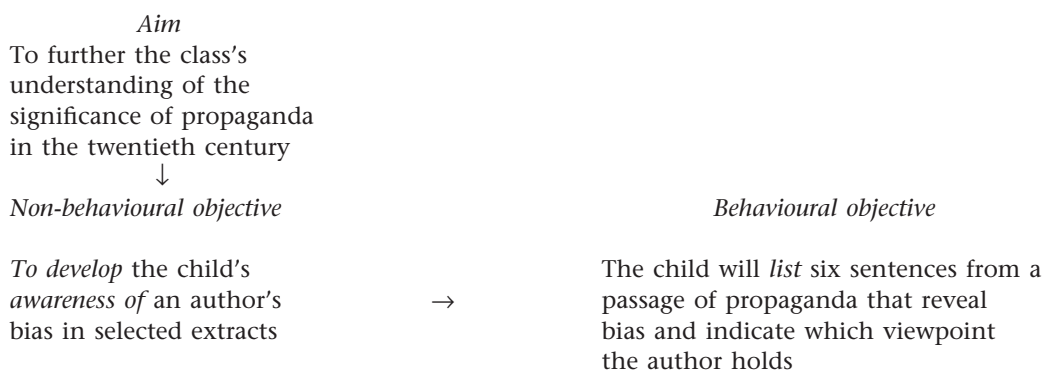 Aim
To further the class's
understanding of the
significance of propaganda
in the twentieth century
↓
Non-behavioural objective
Behavioural objective
To develop the child's
awareness of an author's
bias in selected extracts
→
The child will list six sentences from a
passage of propaganda that reveal
bias and indicate which viewpoint
the author holds